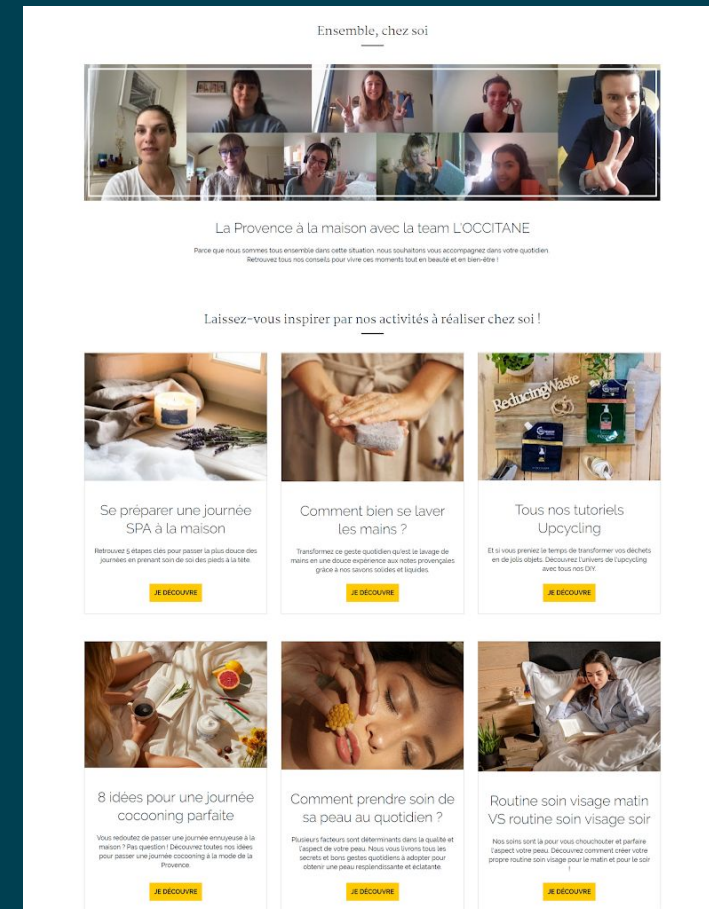 Ensemble, chez soi
La Provence à la maison avec la team L'OCCITANE
Parce que nous sommes tous ensemble dans cette situation, nous souhaitons vous accompagnez dans votre quotidien
Retrouvez tous nos conseils pour vivre ces moments tout en beauté et en bien-être !
Laissez-vous inspirer par nos activités à réaliser chez soi !
ReducingWaste
Se préparer une journée
SPA à la maison
Retrouvez 5 étapes clés pour passer la plus douce des
journées en prenant soin de soi des pieds à la tête.
JE DÉCOUVRE
Comment bien se laver
les mains ?
Transformez ce geste quotidien qu'est le lavage de
mains en une douce expérience aux notes provençales
grâce à nos savons solides et liquides.
JE DÉCOUVRE
Tous nos tutoriels
Upcycling
Et si vous preniez le temps de transformer vos déchets
en de jolis objets. Découvrez l'univers de l'upcycling
avec tous nos DIY.
JE DÉCOUVRE
8 idées pour une journée
cocooning parfaite
Vous redoutez de passer une journée ennuyeuse à la
maison ? Pas question ! Découvrez toutes nos idées
pour passer une journée cocooning à la mode de la
Provence.
JE DÉCOUVRE
Comment prendre soin de
sa peau au quotidien ?
Plusieurs facteurs sont déterminants dans la qualité et
l'aspect de votre peau. Nous vous livrons tous les
secrets et bons gestes quotidiens à adopter pour
obtenir une peau resplendissante et éclatante.
JE DÉCOUVRE
Routine soin visage matin
VS routine soin visage soir
Nos soins sont là pour vous chouchouter et parfaire
l'aspect votre peau. Découvrez comment créer votre
propre routine soin visage pour le matin et pour le soir
!
JE DÉCOUVRE